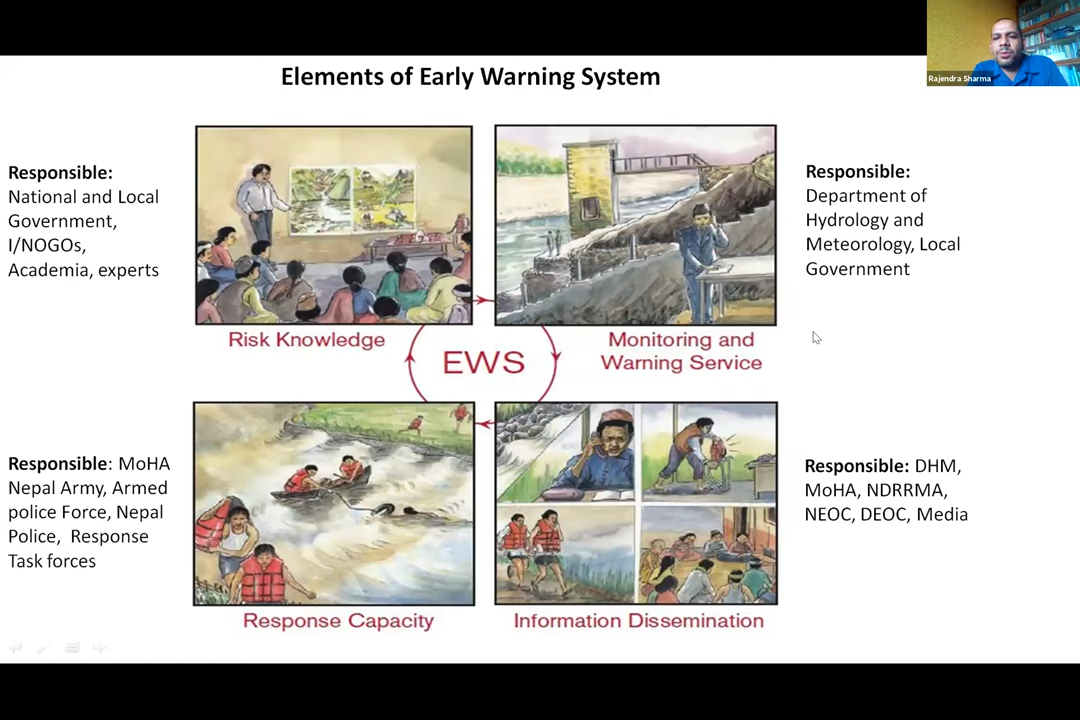 Elements of Early Warning System
Rajendra Sharma
Responsible:
National and Local
Government,
I/NOGOs,
Academia, experts
Risk Knowledge
Responsible:
Department of
Hydrology and
Meteorology, Local
Government
Monitoring and
Warning Service
EWS
Responsible: MoHA
Nepal Army, Armed
police Force, Nepal
Police, Response
Task forces
Response Capacity
Responsible: DHM,
MoHA, NDRRMA,
NEOC, DEOC, Media
Information Dissemination